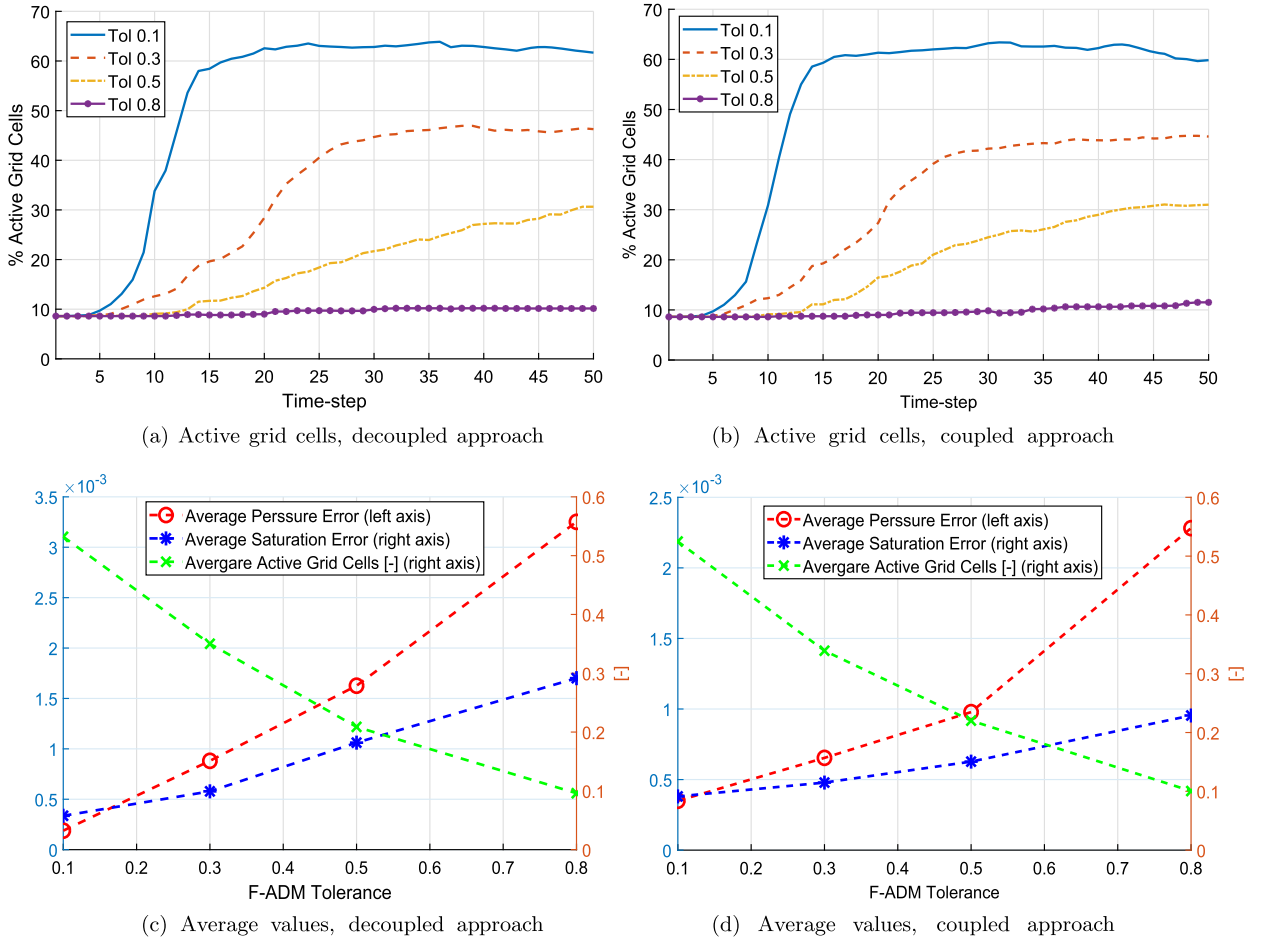 70
60
50
40
30
20
10
0
% Active Grid Cells
Tol 0.1
Tol 0.3
Tol 0.5
Tol 0.8
5 10 15 20 25 30 35 40 45 50
Time-step
(a) Active grid cells, decoupled approach
70
60
50
40
30
20
10
0
% Active Grid Cells
Tol 0.1
Tol 0.3
Tol 0.5
Tol 0.8
5 10 15 20 25 30 35 40 45 50
Time-step
(b) Active grid cells, coupled approach
×10⁻³
3.5
3
2.5
2
1.5
1
0.5
0
Average Perssure Error (left axis)
Average Saturation Error (right axis)
Avergare Active Grid Cells [-] (right axis)
0.6
0.5
0.4
0.3
0.2
0.1
0
[-]
0.1 0.2 0.3 0.4 0.5 0.6 0.7 0.8
F-ADM Tolerance
(c) Average values, decoupled approach
×10⁻³
2.5
2
1.5
1
0.5
0
Average Perssure Error (left axis)
Average Saturation Error (right axis)
Avergare Active Grid Cells [-] (right axis)
0.6
0.5
0.4
0.3
0.2
0.1
0
[-]
0.1 0.2 0.3 0.4 0.5 0.6 0.7 0.8
F-ADM Tolerance
(d) Average values, coupled approach